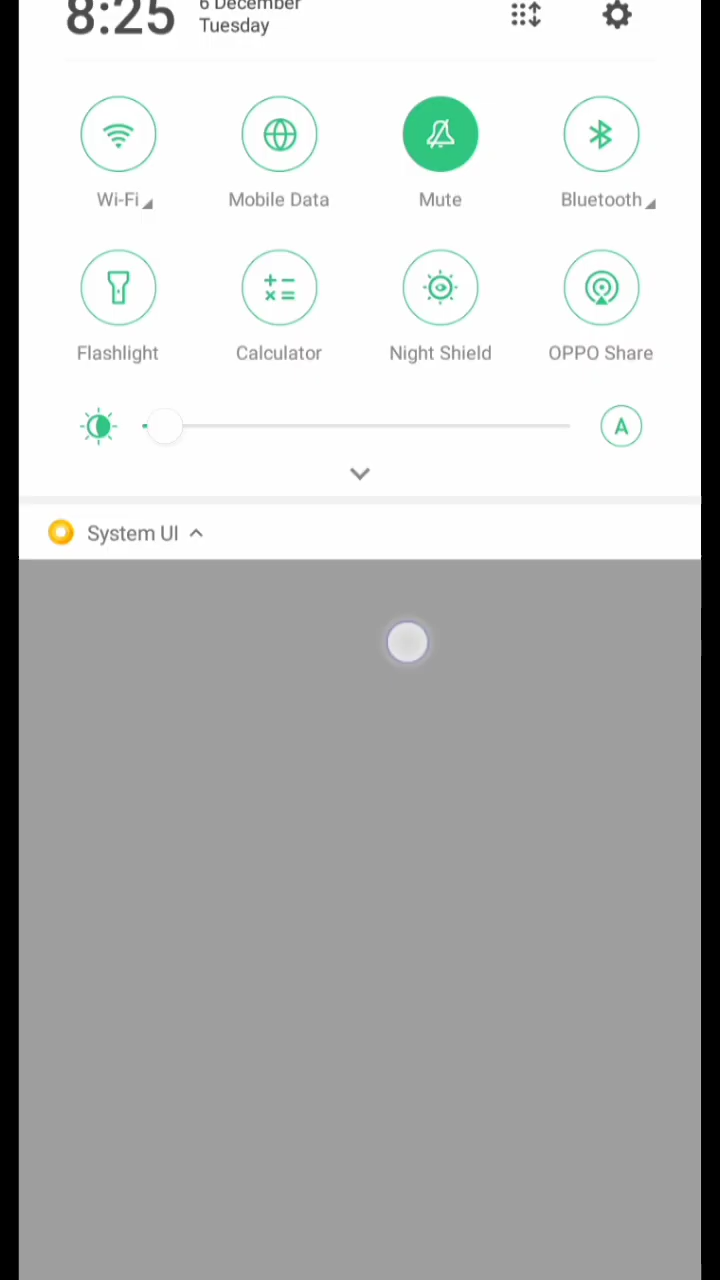 8:25
6 December
Tuesday
Wi-Fi
Mobile Data
Mute
Bluetooth
Flashlight
Calculator
Night Shield
OPPO Share
A
System UI